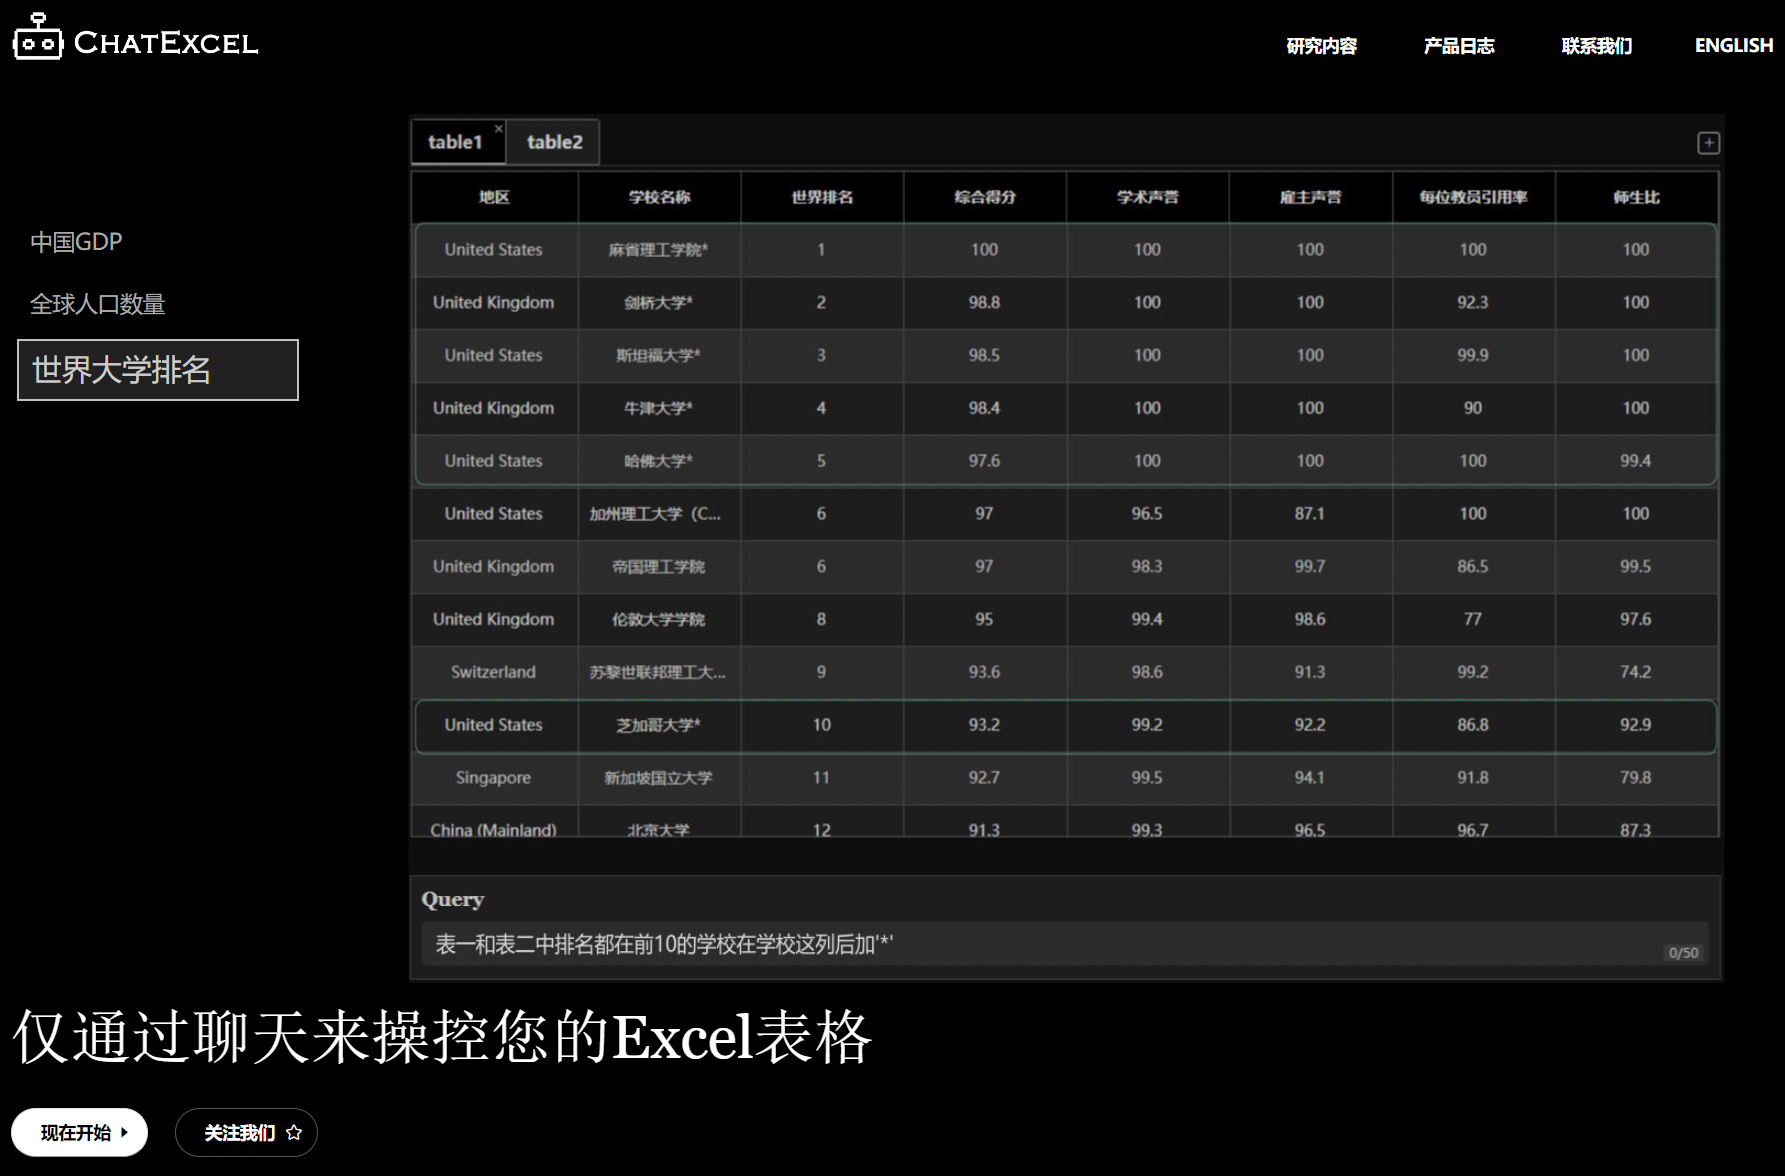 CHATEXCEL
研究内容 产品日志 联系我们 ENGLISH
中国GDP
全球人口数量
世界大学排名
table1 × table2 +
地区 学校名称 世界排名 综合得分 学术声誉 雇主声誉 每位教员引用率 师生比
United States 麻省理工学院* 1 100 100 100 100 100
United Kingdom 剑桥大学* 2 98.8 100 100 92.3 100
United States 斯坦福大学* 3 98.5 100 100 99.9 100
United Kingdom 牛津大学* 4 98.4 100 100 90 100
United States 哈佛大学* 5 97.6 100 100 100 99.4
United States 加州理工大学（C... 6 97 96.5 87.1 100 100
United Kingdom 帝国理工学院 6 97 98.3 99.7 86.5 99.5
United Kingdom 伦敦大学学院 8 95 99.4 98.6 77 97.6
Switzerland 苏黎世联邦理工大... 9 93.6 98.6 91.3 99.2 74.2
United States 芝加哥大学* 10 93.2 99.2 92.2 86.8 92.9
Singapore 新加坡国立大学 11 92.7 99.5 94.1 91.8 79.8
China (Mainland) 北京大学 12 91.3 99.3 96.5 96.7 87.3
Query
表一和表二中排名都在前10的学校在学校这列后加'*'
0/50
仅通过聊天来操控您的Excel表格
现在开始 关注我们